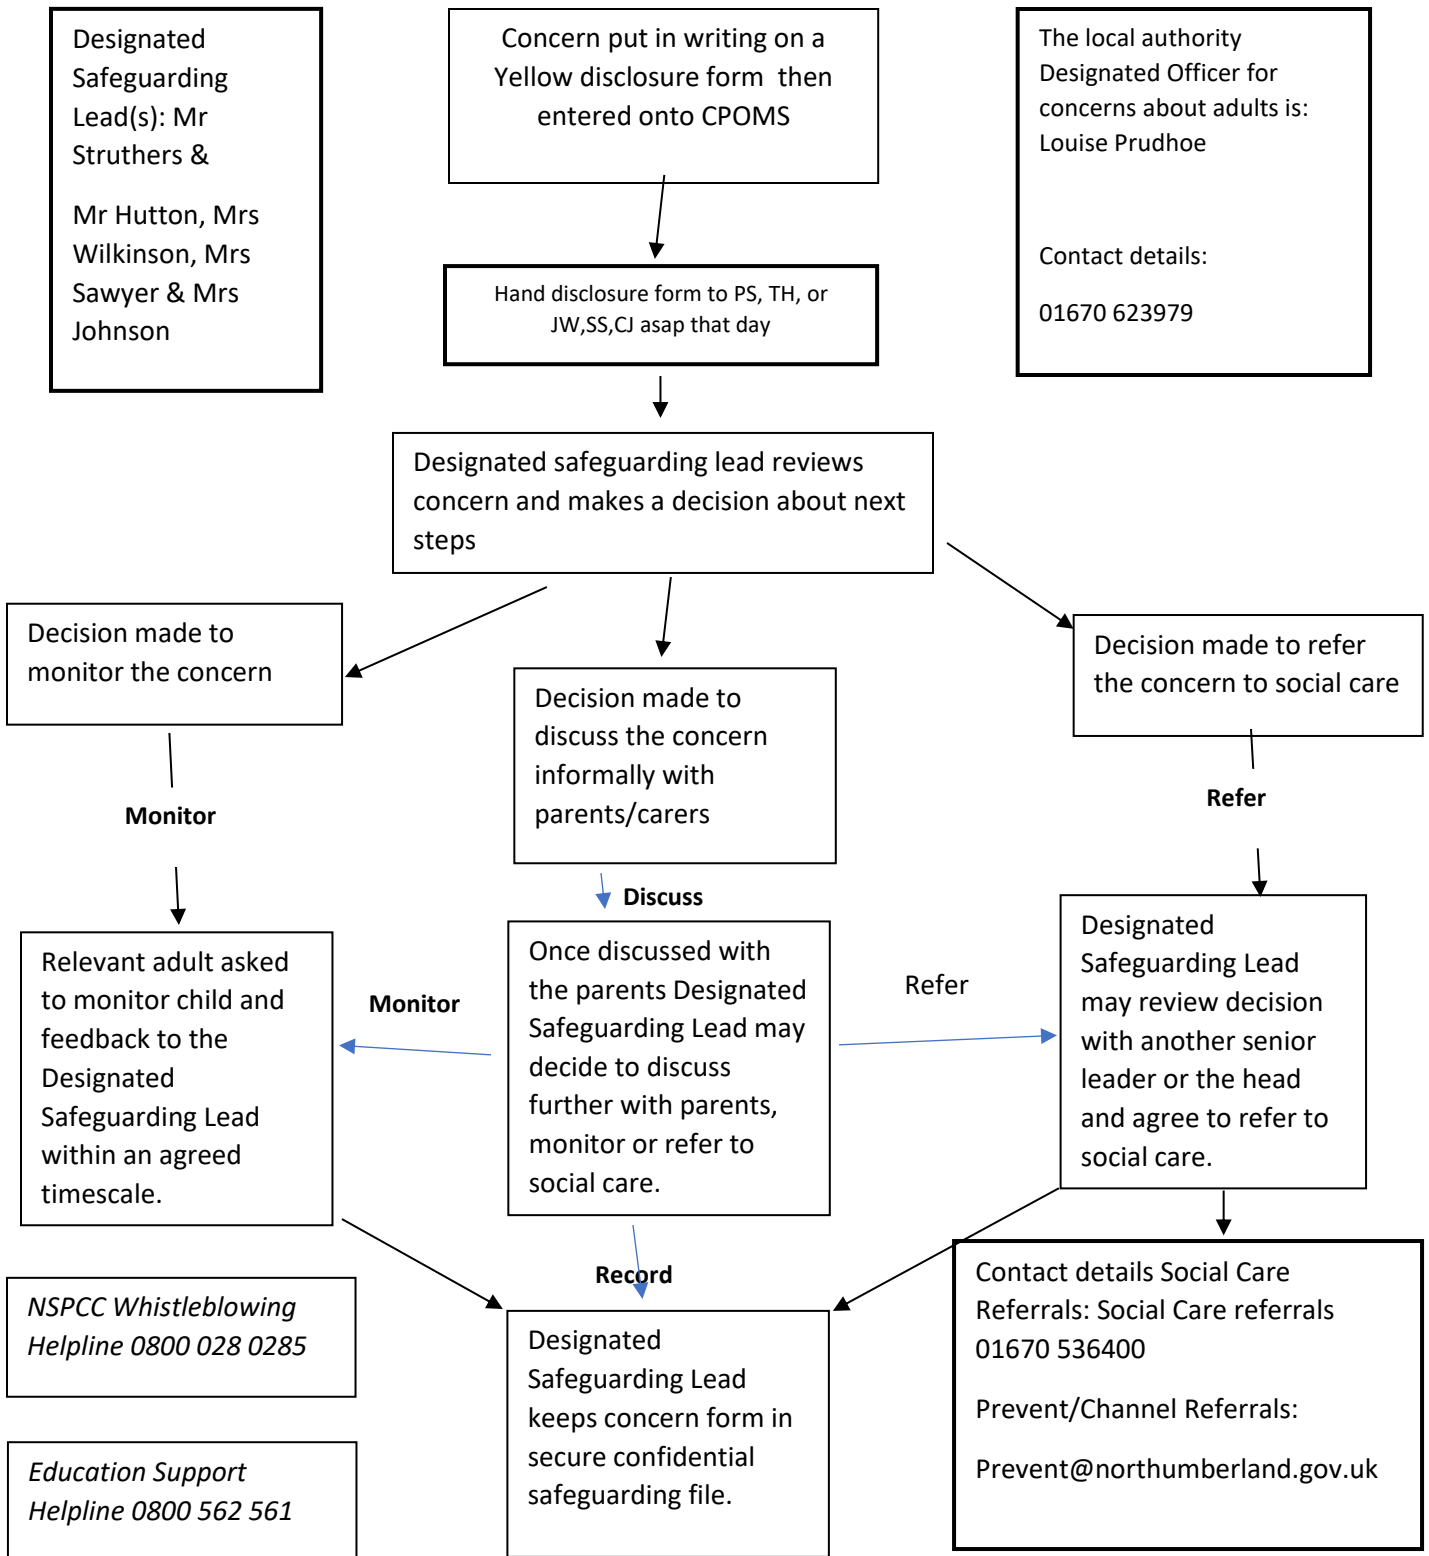 Designated
Safeguarding
Lead(s): Mr
Struthers &
Mr Hutton, Mrs
Wilkinson, Mrs
Sawyer & Mrs
Johnson
Concern put in writing on a
Yellow disclosure form then
entered onto CPOMS
The local authority
Designated Officer for
concerns about adults is:
Louise Prudhoe
Contact details:
01670 623979
Hand disclosure form to PS, TH, or
JW,SS,CJ asap that day
Designated safeguarding lead reviews
concern and makes a decision about next
steps
Decision made to
monitor the concern
Decision made to
discuss the concern
informally with
parents/carers
Decision made to refer
the concern to social care
Monitor
Refer
Discuss
Relevant adult asked
to monitor child and
feedback to the
Designated
Safeguarding Lead
within an agreed
timescale.
Monitor
Once discussed with
the parents Designated
Safeguarding Lead may
decide to discuss
further with parents,
monitor or refer to
social care.
Refer
Designated
Safeguarding Lead
may review decision
with another senior
leader or the head
and agree to refer to
social care.
Record
NSPCC Whistleblowing
Helpline 0800 028 0285
Education Support
Helpline 0800 562 561
Designated
Safeguarding Lead
keeps concern form in
secure confidential
safeguarding file.
Contact details Social Care
Referrals: Social Care referrals
01670 536400
Prevent/Channel Referrals:
Prevent@northumberland.gov.uk